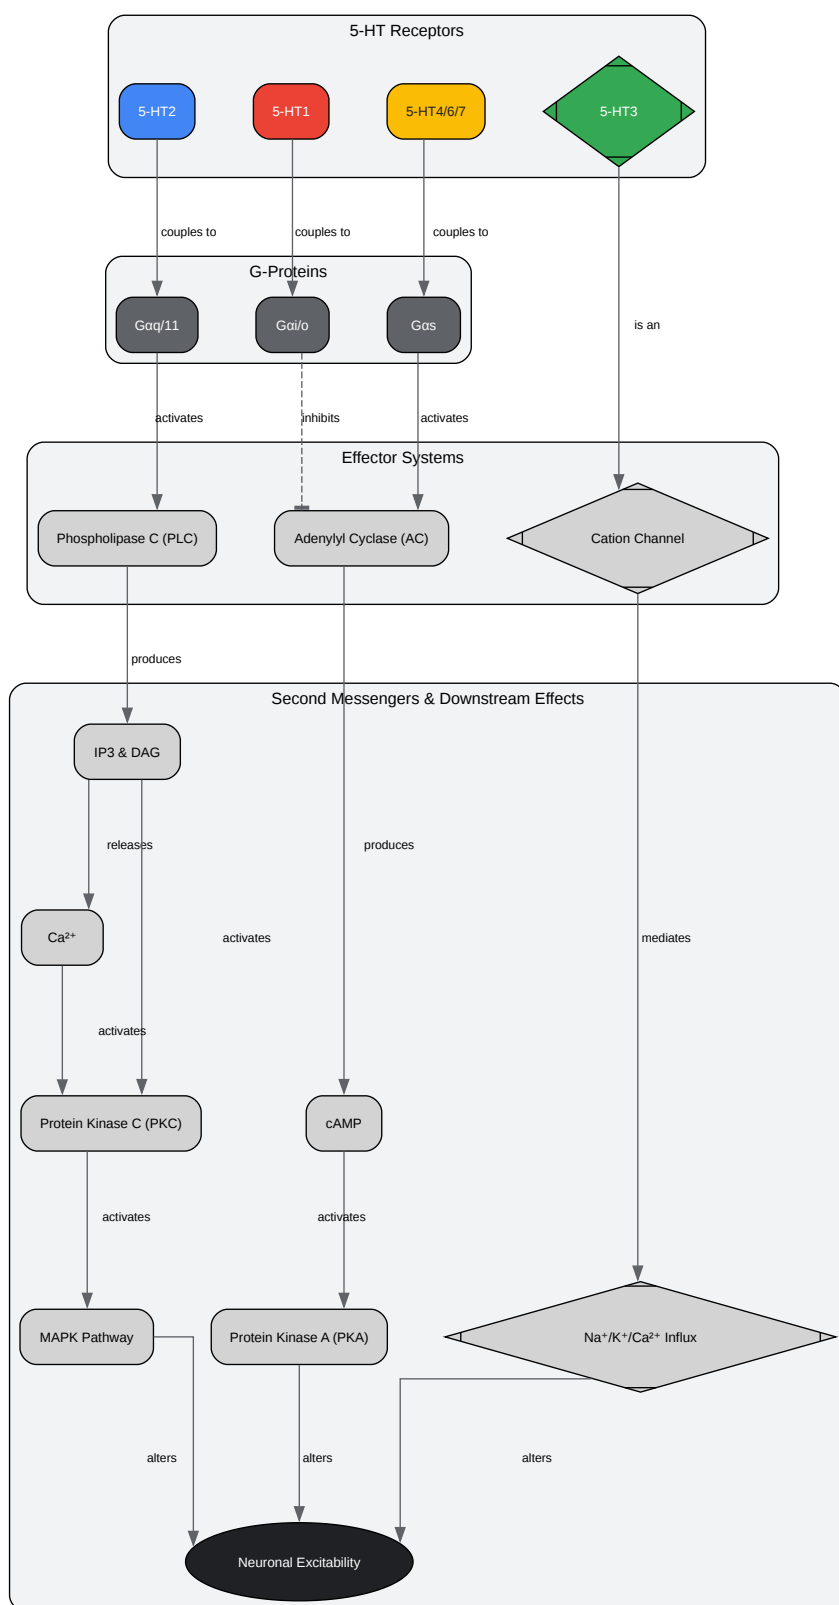 5-HT Receptors
5-HT2
5-HT1
5-HT4/6/7
5-HT3
couples to
couples to
couples to
G-Proteins
Gαq/11
Gαi/o
Gαs
is an
activates
inhibits
activates
Effector Systems
Phospholipase C (PLC)
Adenylyl Cyclase (AC)
Cation Channel
produces
Second Messengers & Downstream Effects
IP3 & DAG
releases
produces
Ca²⁺
activates
mediates
activates
Protein Kinase C (PKC)
cAMP
activates
activates
MAPK Pathway
Protein Kinase A (PKA)
Na⁺/K⁺/Ca²⁺ Influx
alters
alters
alters
Neuronal Excitability